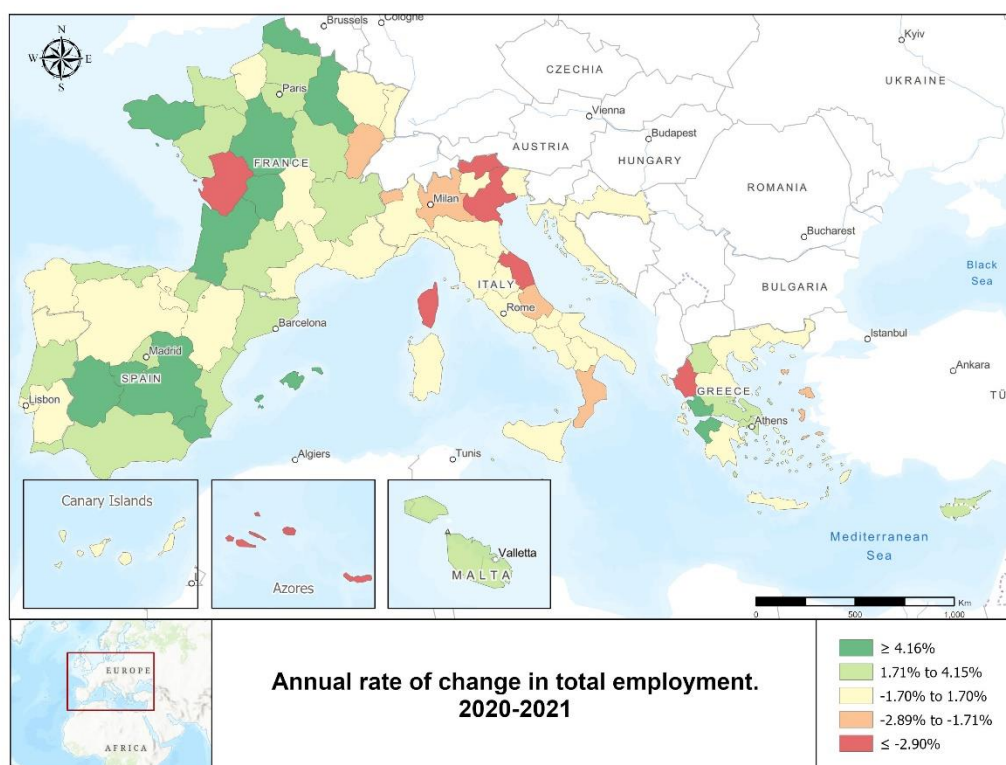 N
W E
S
Brussels
Cologne
Kyiv
UKRAINE
CZECHIA
Paris
Vienna
Budapest
AUSTRIA
HUNGARY
FRANCE
ROMANIA
Milan
Bucharest
Black
Sea
ITALY
BULGARIA
Rome
Barcelona
Istanbul
Madrid
Ankara
SPAIN
GREECE
TÜ
Lisbon
Athens
Algiers
Tunis
Canary Islands
Azores
Valletta
MALTA
Mediterranean
Sea
0 500 1,000 Km
EUROPE
AFRICA
Annual rate of change in total employment.
2020-2021
≥ 4.16%
1.71% to 4.15%
-1.70% to 1.70%
-2.89% to -1.71%
≤ -2.90%